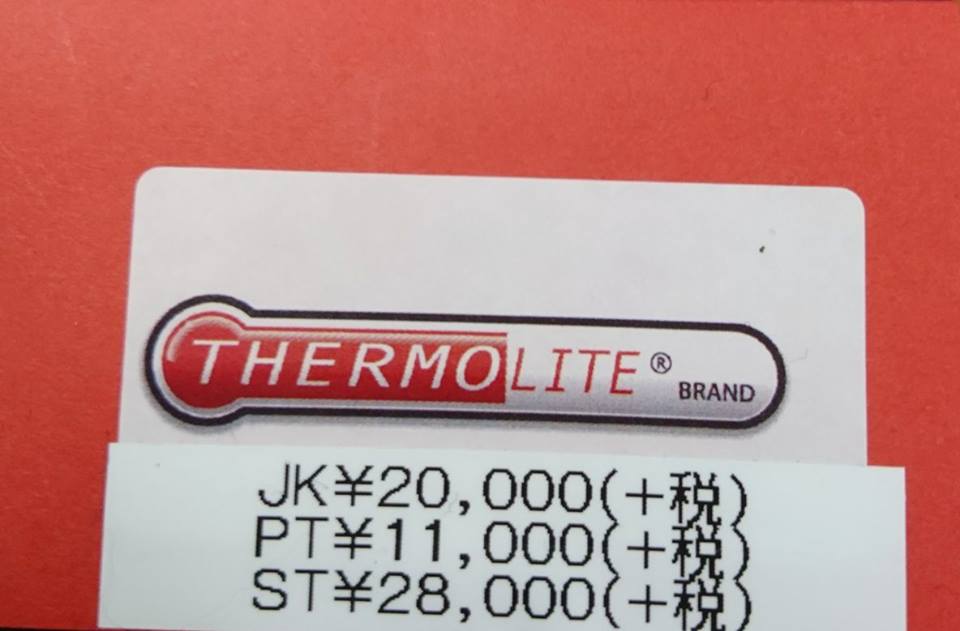 THERMOLITE® BRAND
JK¥20,000(+税)
PT¥11,000(+税)
ST¥28,000(+税)